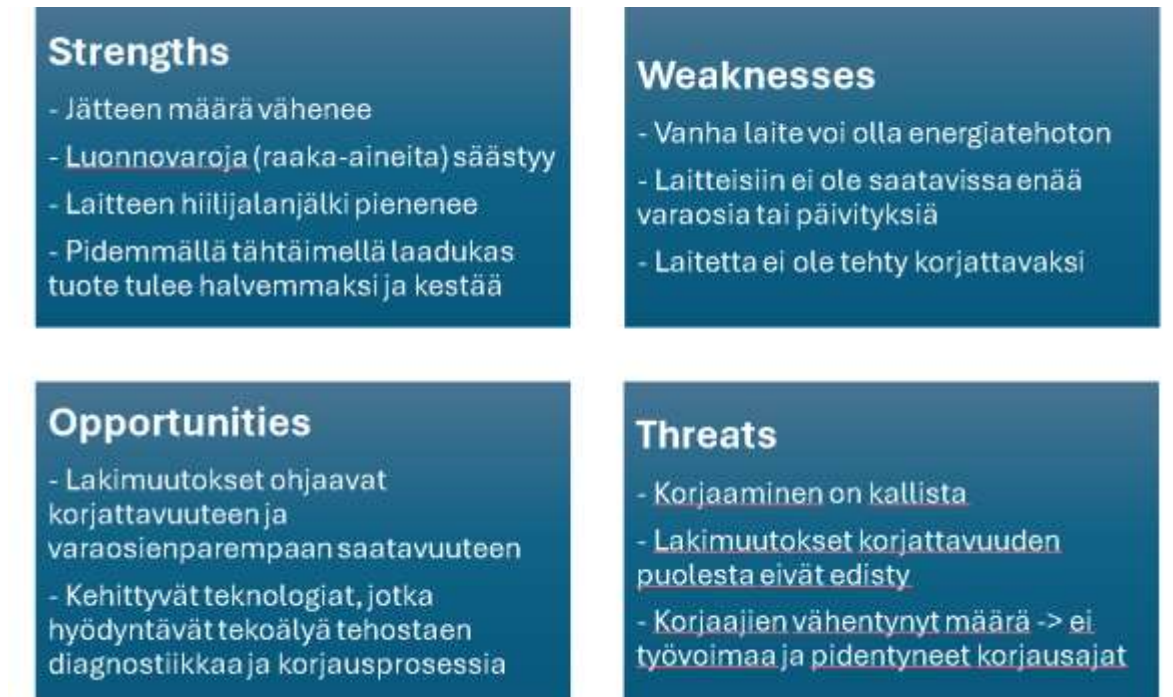 Strengths
- Jätteen määrä vähenee
- Luonnovaroja (raaka-aineita) säästyy
- Laitteen hiilijalanjälki pienenee
- Pidemmällä tähtäimellä laadukas
tuote tulee halvemmaksi ja kestää
Weaknesses
- Vanha laite voi olla energiatehoton
- Laitteisiin ei ole saatavissa enää
varaosia tai päivityksiä
- Laitetta ei ole tehty korjattavaksi
Opportunities
- Lakimuutokset ohjaavat
korjattavuuteen ja
varaosienparempaan saatavuuteen
- Kehittyvät teknologiat, jotka
hyödyntävät tekoälyä tehostaen
diagnostiikkaa ja korjausprosessia
Threats
- Korjaaminen on kallista
- Lakimuutokset korjattavuuden
puolesta eivät edisty
- Korjaajien vähentynyt määrä -> ei
työvoimaa ja pidentyneet korjausajat